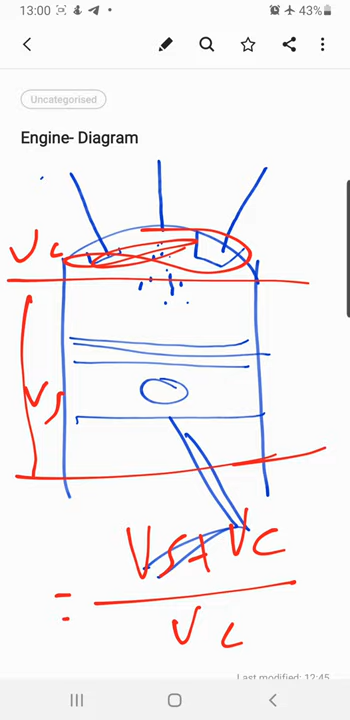 13:00 43%
Uncategorised
Engine- Diagram
Vc
Vs
Vs+Vc
=
Vc
Last modified: 12:45